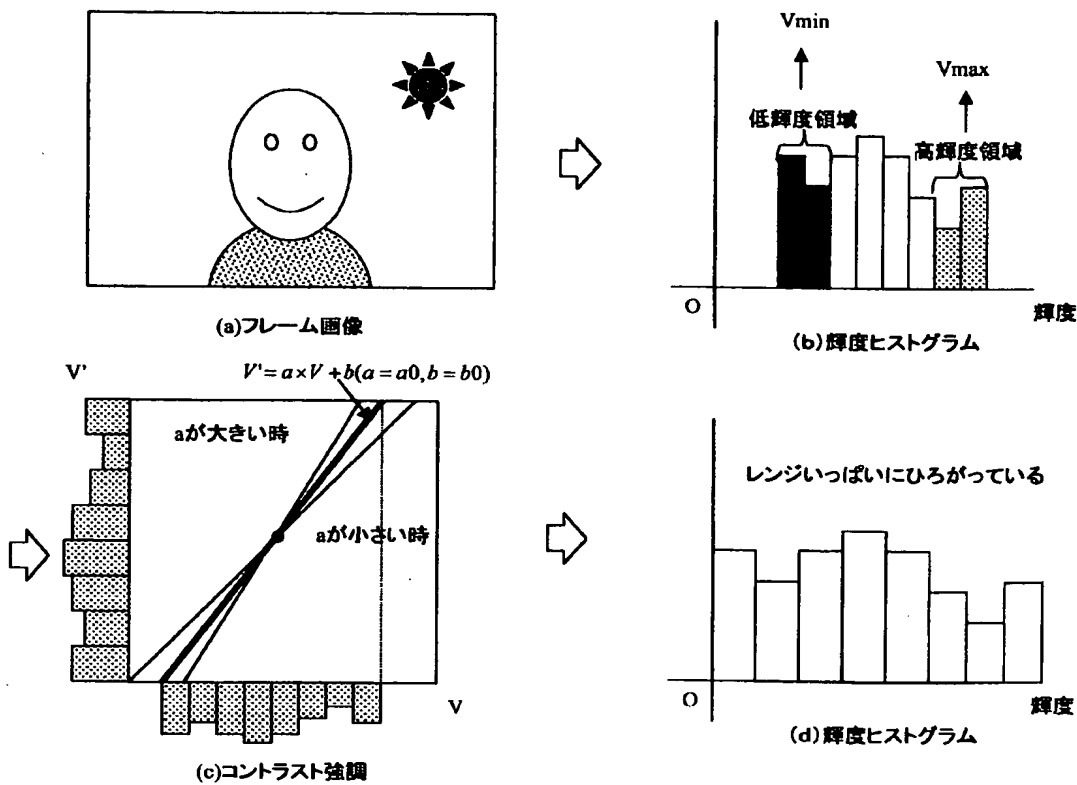 (a)フレーム画像
Vmin
Vmax
低輝度領域
高輝度領域
O
輝度
(b)輝度ヒストグラム
V'
V'=a×V+b(a=a0,b=b0)
aが大きい時
aが小さい時
V
(c)コントラスト強調
レンジいっぱいにひろがっている
O
輝度
(d)輝度ヒストグラム